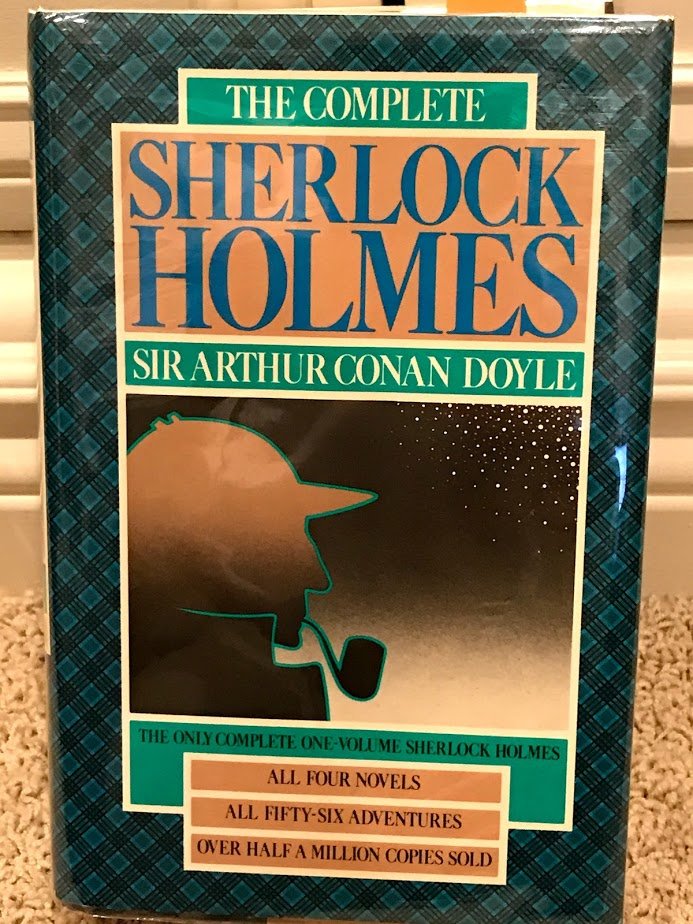 THE COMPLETE
SHERLOCK
HOLMES
SIR ARTHUR CONAN DOYLE
THE ONLY COMPLETE ONE-VOLUME SHERLOCK HOLMES
ALL FOUR NOVELS
ALL FIFTY-SIX ADVENTURES
OVER HALF A MILLION COPIES SOLD